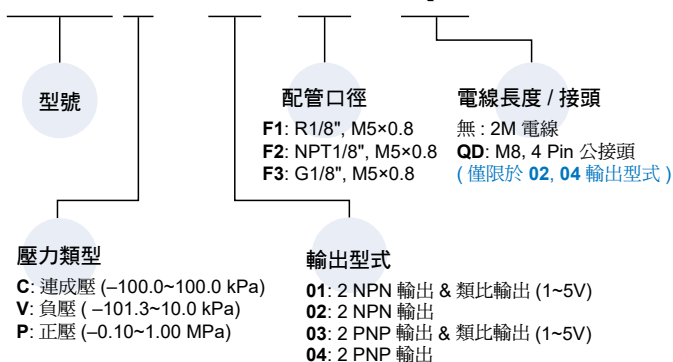 型號
配管口徑
F1: R1/8", M5×0.8
F2: NPT1/8", M5×0.8
F3: G1/8", M5×0.8
電線長度 / 接頭
無 : 2M 電線
QD: M8, 4 Pin 公接頭
( 僅限於 02, 04 輸出型式 )
壓力類型
C: 連成壓 (–100.0~100.0 kPa)
V: 負壓 ( –101.3~10.0 kPa)
P: 正壓 (–0.10~1.00 MPa)
輸出型式
01: 2 NPN 輸出 & 類比輸出 (1~5V)
02: 2 NPN 輸出
03: 2 PNP 輸出 & 類比輸出 (1~5V)
04: 2 PNP 輸出